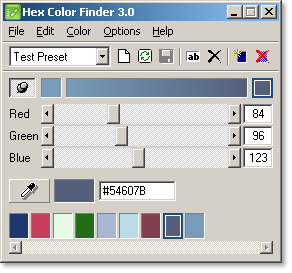 Hex Color Finder 3.0
File Edit Color Options Help
Test Preset ab
Red 84
Green 96
Blue 123
#54607B